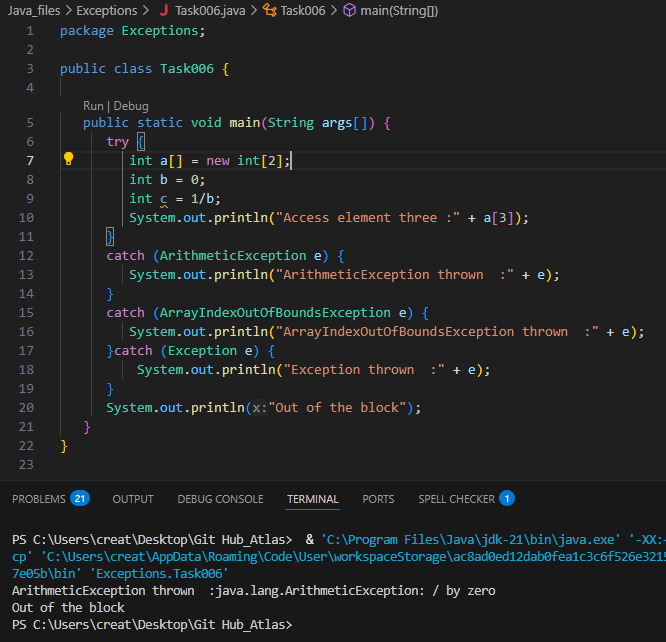 Java_files > Exceptions > J Task006.java > Task006 > main(String[])
1 package Exceptions;
2
3 public class Task006 {
4
Run | Debug
5 public static void main(String args[]) {
6 try {
7 int a[] = new int[2];
8 int b = 0;
9 int c = 1/b;
10 System.out.println("Access element three :" + a[3]);
11 }
12 catch (ArithmeticException e) {
13 System.out.println("ArithmeticException thrown  :" + e);
14 }
15 catch (ArrayIndexOutOfBoundsException e) {
16 System.out.println("ArrayIndexOutOfBoundsException thrown  :" + e);
17 }catch (Exception e) {
18 System.out.println("Exception thrown  :" + e);
19 }
20 System.out.println(x:"Out of the block");
21 }
22 }
23
PROBLEMS 21 OUTPUT DEBUG CONSOLE TERMINAL PORTS SPELL CHECKER 1
PS C:\Users\creat\Desktop\Git Hub_Atlas>  & 'C:\Program Files\Java\jdk-21\bin\java.exe' '-XX:
cp' 'C:\Users\creat\AppData\Roaming\Code\User\workspaceStorage\ac8ad0ed12dab0fea1c3c6f526e3215
7e05b\bin' 'Exceptions.Task006'
ArithmeticException thrown  :java.lang.ArithmeticException: / by zero
Out of the block
PS C:\Users\creat\Desktop\Git Hub_Atlas>